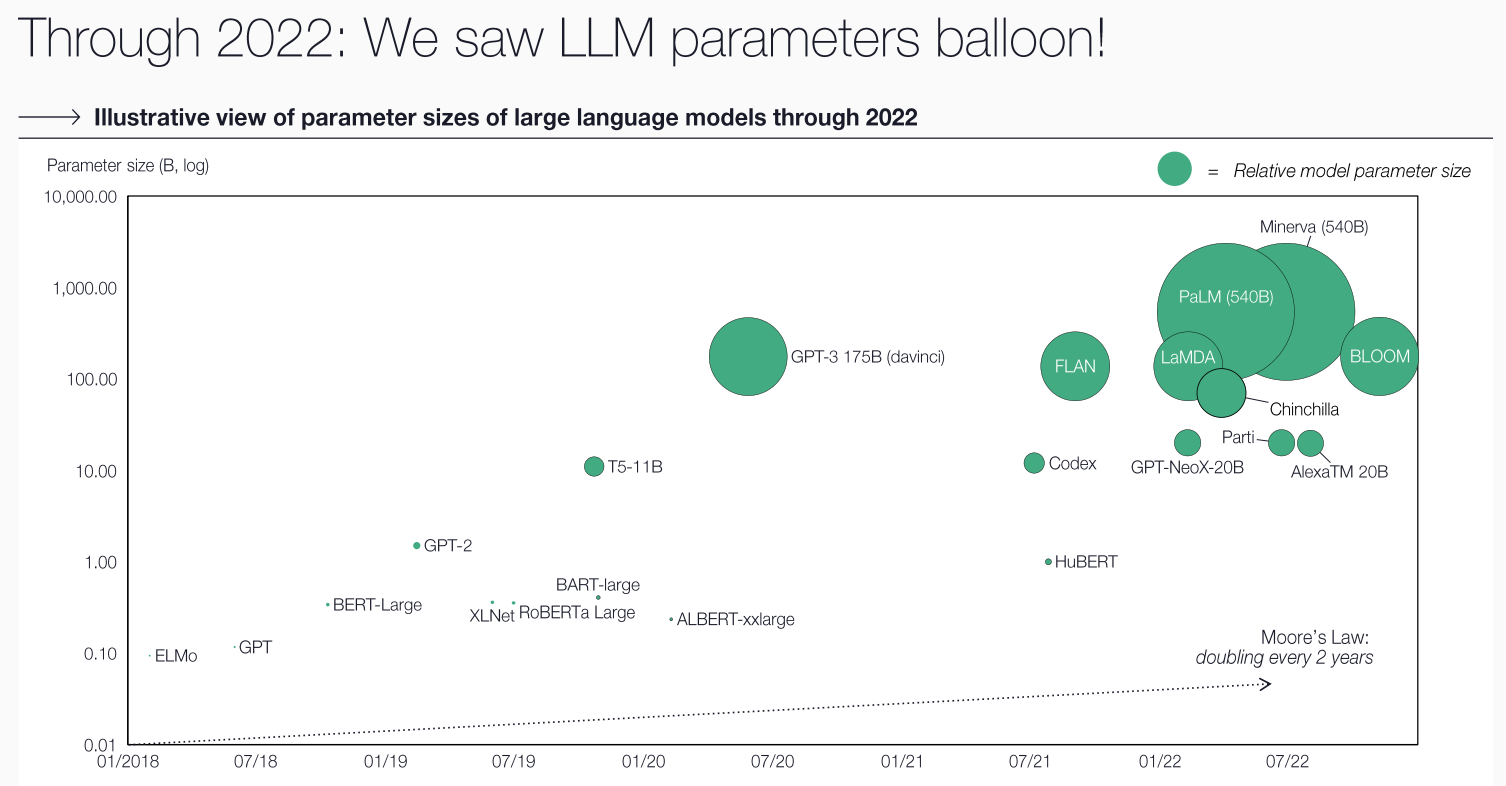 Through 2022: We saw LLM parameters balloon!
Illustrative view of parameter sizes of large language models through 2022
Parameter size (B, log)
= Relative model parameter size
10,000.00
1,000.00
100.00
10.00
1.00
0.10
0.01
Minerva (540B)
PaLM (540B)
GPT-3 175B (davinci)
FLAN
LaMDA
BLOOM
Chinchilla
Parti
GPT-NeoX-20B
AlexaTM 20B
T5-11B
Codex
GPT-2
HuBERT
BART-large
BERT-Large
XLNet
RoBERTa Large
ALBERT-xxlarge
GPT
ELMo
Moore’s Law:
doubling every 2 years
01/2018
07/18
01/19
07/19
01/20
07/20
01/21
07/21
01/22
07/22